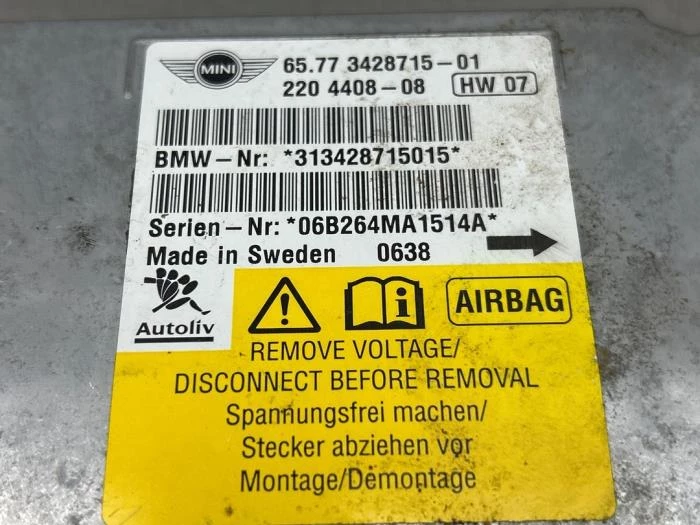 MINI
65.77 3428715-01
220 4408-08 HW 07
BMW-Nr: *313428715015*
Serien-Nr: *06B264MA1514A*
Made in Sweden 0638
Autoliv
AIRBAG
REMOVE VOLTAGE/
DISCONNECT BEFORE REMOVAL
Spannungsfrei machen/
Stecker abziehen vor
Montage/Demontage